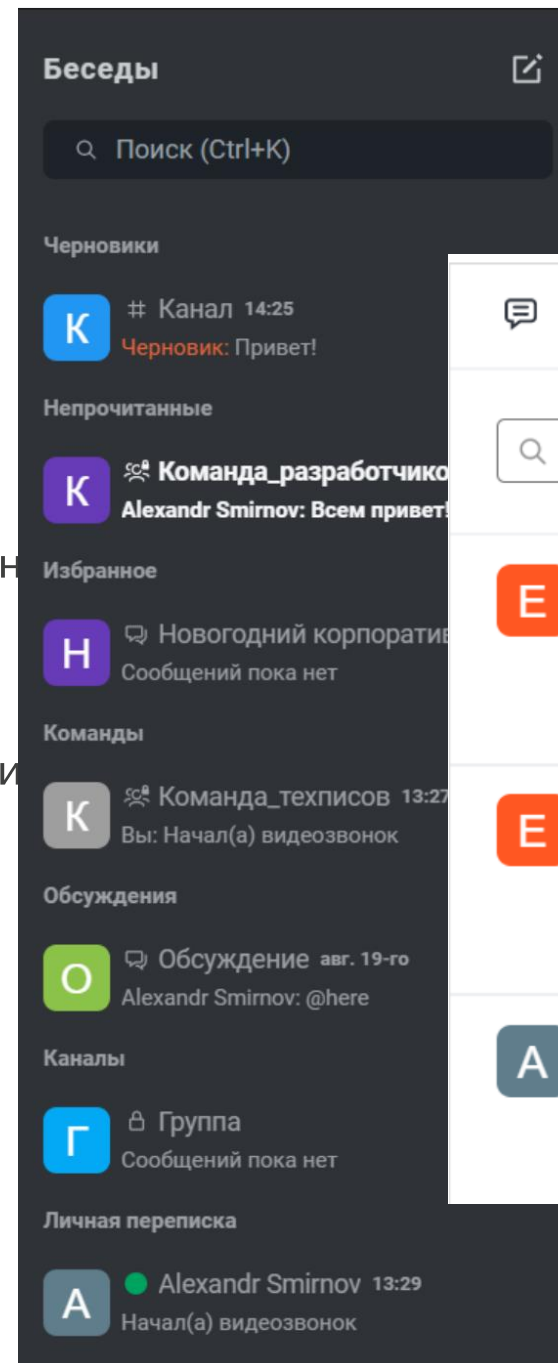 Беседы
Поиск (Ctrl+K)
Черновики
К
# Канал 14:25
Черновик: Привет!
Непрочитанные
К
Команда_разработчико
Alexandr Smirnov: Всем привет!
н
Избранное
Е
Н
Новогодний корпоратив
Сообщений пока нет
Команды
и
К
Команда_техписов 13:27
Вы: Начал(а) видеозвонок
Е
Обсуждения
О
Обсуждение авг. 19-го
Alexandr Smirnov: @here
Каналы
А
Г
Группа
Сообщений пока нет
Личная переписка
А
Alexandr Smirnov 13:29
Начал(а) видеозвонок